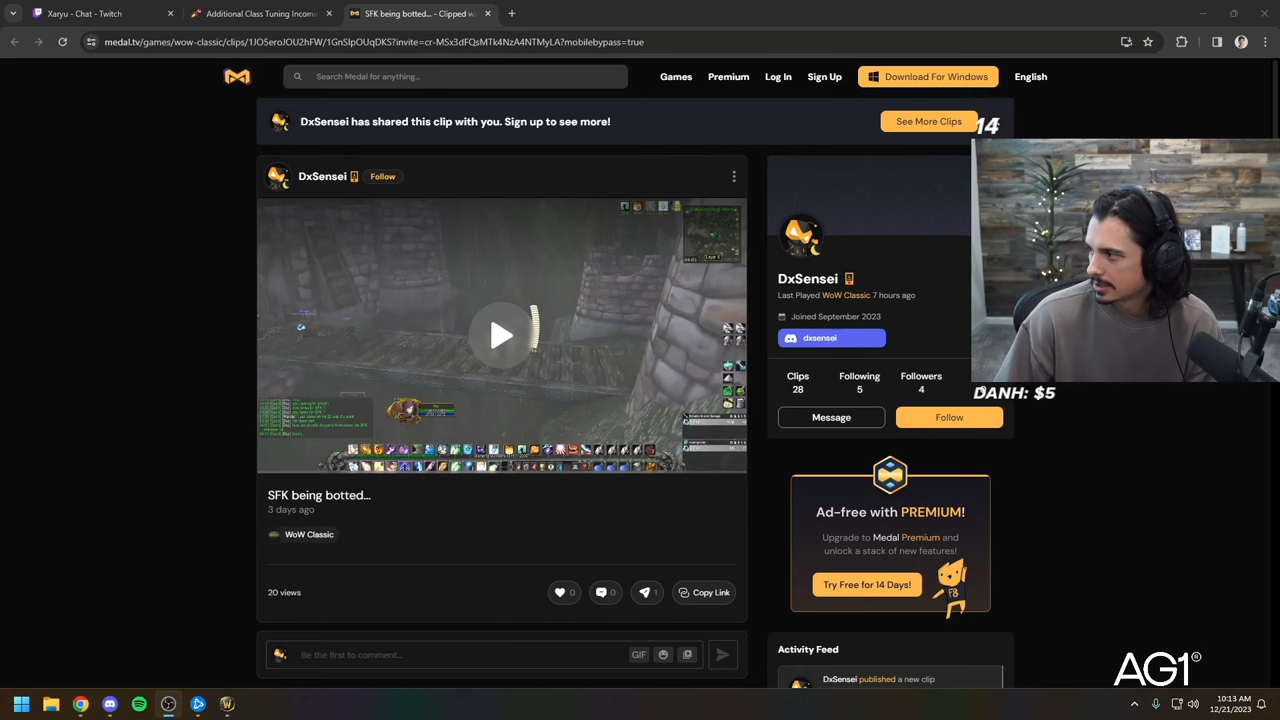 Xaryu - Chat - Twitch
Additional Class Tuning Incomin
SFK being botted... - Clipped w
medal.tv/games/wow-classic/clips/1JO5eroJOU2hFW/1GnSIpOUqDKS?invite=cr-MSx3dFQsMTk4NzA4NTMyLA?mobilebypass=true
Search Medal for anything...
Games
Premium
Log In
Sign Up
Download For Windows
English
DxSensei has shared this clip with you. Sign up to see more!
See More Clips
14
DxSensei
Follow
DxSensei
Last Played WoW Classic 7 hours ago
Joined September 2023
dxsensei
Clips
Following
Followers
28
5
4
DANH: $5
Message
Follow
SFK being botted...
3 days ago
WoW Classic
Ad-free with PREMIUM!
Upgrade to Medal Premium and
unlock a stack of new features!
Try Free for 14 Days!
20 views
0
0
1
Copy Link
Be the first to comment...
GIF
Activity Feed
DxSensei published a new clip
AG1®
10:13 AM
12/21/2023